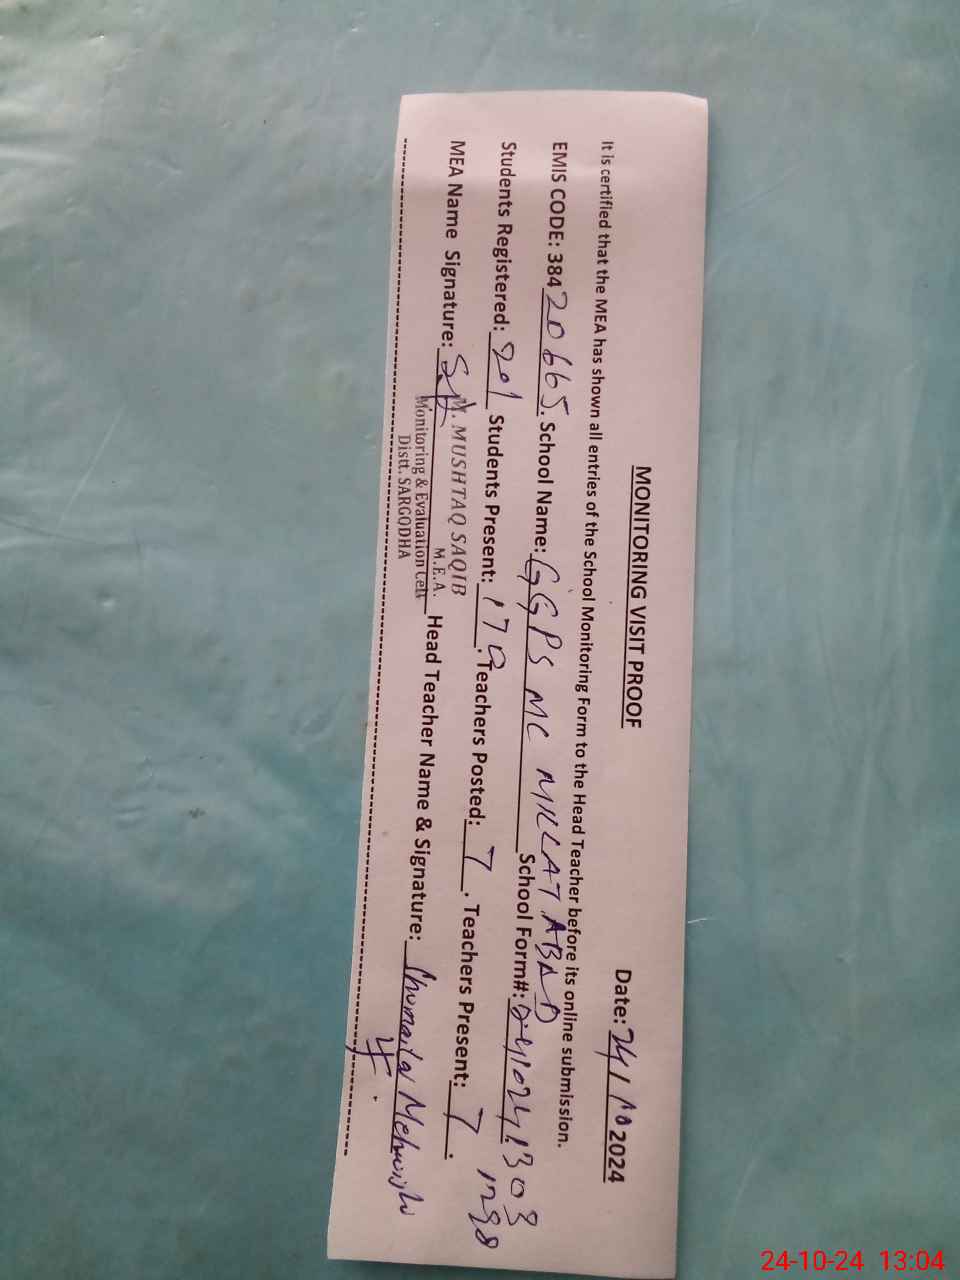 MONITORING VISIT PROOF
Date: 24/10 2024
It is certified that the MEA has shown all entries of the School Monitoring Form to the Head Teacher before its online submission.
EMIS CODE: 38420665. School Name: GGPS MC MILLAT ABAD School Form#:
Students Registered: 201 Students Present: 179. Teachers Posted: 7. Teachers Present: 7.
MEA Name Signature: Head Teacher Name & Signature:
M. MUSHTAQ SAQIB
M.E.A.
Monitoring & Evaluation Cell
Distt. SARGODHA
24-10-24 13:04